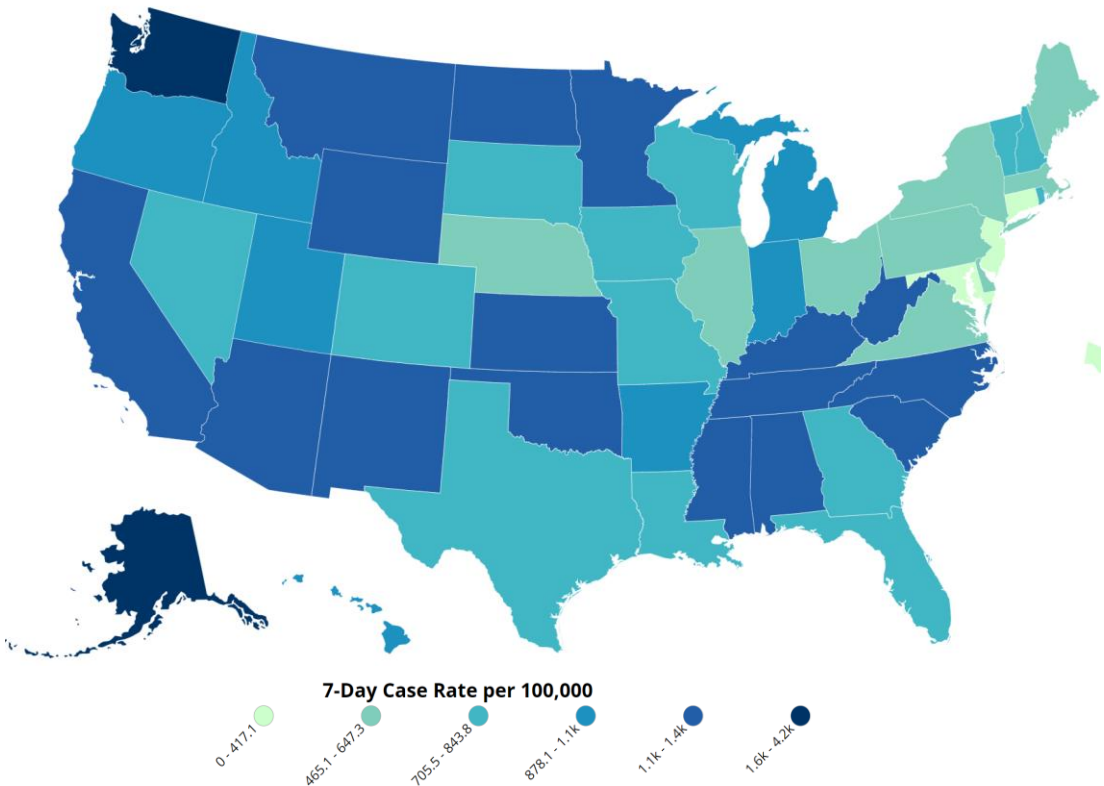 7-Day Case Rate per 100,000
0 - 417.1
465.1 - 647.3
705.5 - 843.8
878.1 - 1.1k
1.1k - 1.4k
1.6k - 4.2k